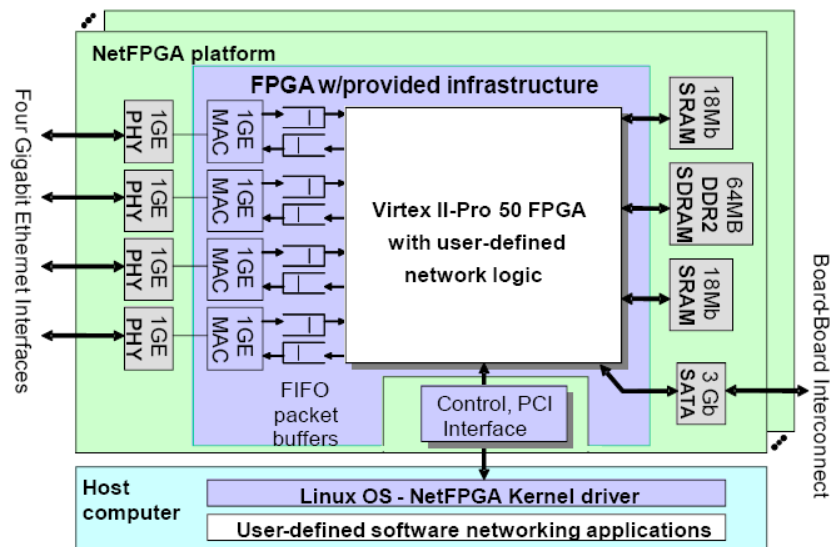 NetFPGA platform
FPGA w/provided infrastructure
Four Gigabit Ethernet Interfaces
1GE
PHY
1GE
MAC
1GE
PHY
1GE
MAC
1GE
PHY
1GE
MAC
1GE
PHY
1GE
MAC
FIFO
packet
buffers
Virtex II-Pro 50 FPGA
with user-defined
network logic
18Mb
SRAM
64MB
DDR2
SDRAM
18Mb
SRAM
3 Gb
SATA
Board-Board Interconnect
Control, PCI
Interface
Host
computer
Linux OS - NetFPGA Kernel driver
User-defined software networking applications